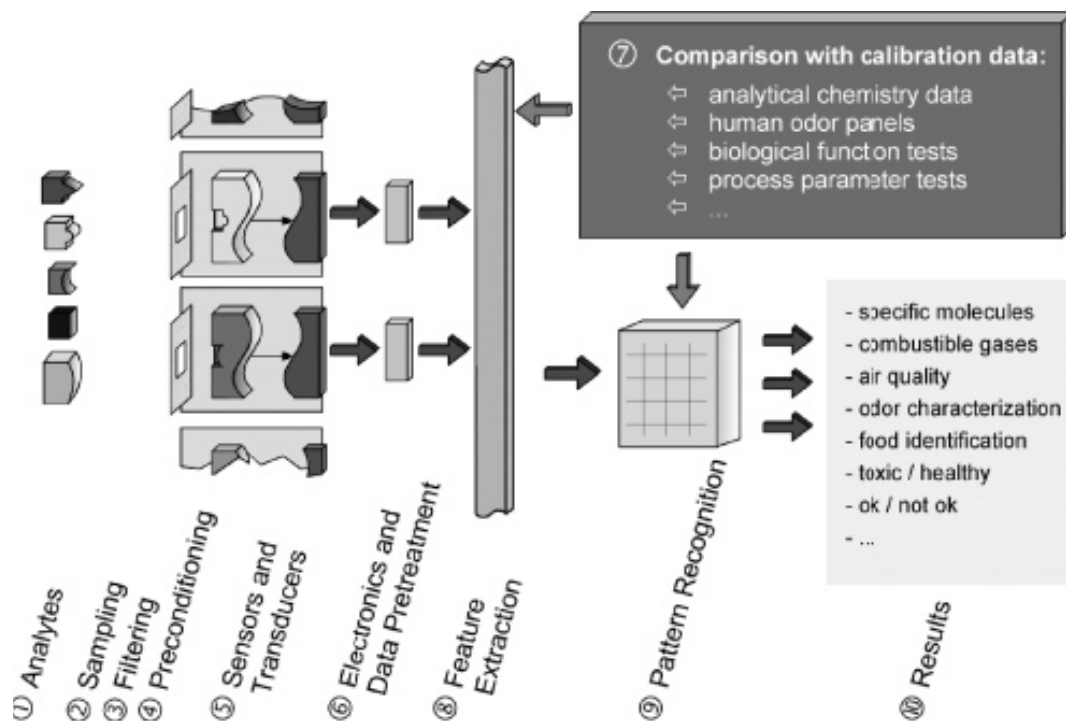 ⑦ Comparison with calibration data:
⇦ analytical chemistry data
⇦ human odor panels
⇦ biological function tests
⇦ process parameter tests
⇦ ...
- specific molecules
- combustible gases
- air quality
- odor characterization
- food identification
- toxic / healthy
- ok / not ok
- ...
① Analytes
② Sampling
③ Filtering
④ Preconditioning
⑤ Sensors and
Transducers
⑥ Electronics and
Data Pretreatment
⑧ Feature
Extraction
⑨ Pattern Recognition
⑩ Results